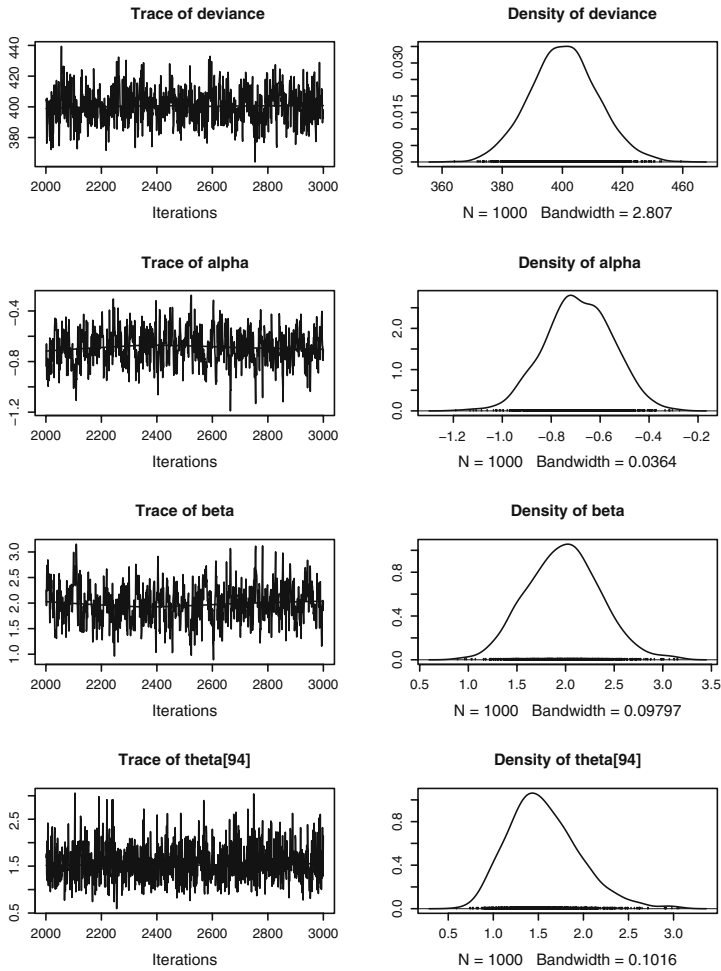 Trace of deviance
380 400 420 440
2000 2200 2400 2600 2800 3000
Iterations
Density of deviance
0.000 0.015 0.030
360 380 400 420 440 460
N = 1000 Bandwidth = 2.807
Trace of alpha
−1.2 −0.8 −0.4
2000 2200 2400 2600 2800 3000
Iterations
Density of alpha
0.0 1.0 2.0
−1.2 −1.0 −0.8 −0.6 −0.4 −0.2
N = 1000 Bandwidth = 0.0364
Trace of beta
1.0 1.5 2.0 2.5 3.0
2000 2200 2400 2600 2800 3000
Iterations
Density of beta
0.0 0.4 0.8
0.5 1.0 1.5 2.0 2.5 3.0 3.5
N = 1000 Bandwidth = 0.09797
Trace of theta[94]
0.5 1.5 2.5
2000 2200 2400 2600 2800 3000
Iterations
Density of theta[94]
0.0 0.4 0.8
0.5 1.0 1.5 2.0 2.5 3.0
N = 1000 Bandwidth = 0.1016